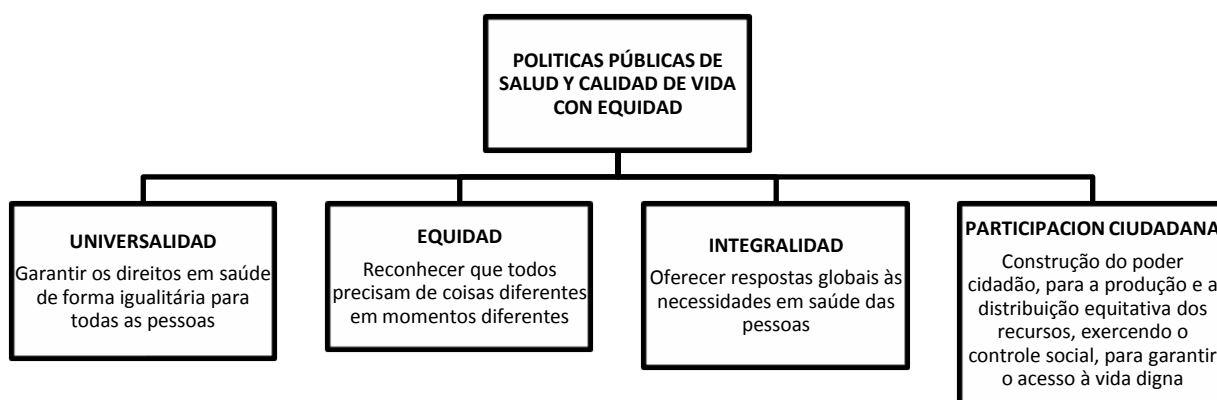 POLITICAS PÚBLICAS DE
SALUD Y CALIDAD DE VIDA
CON EQUIDAD
UNIVERSALIDAD
Garantir os direitos em saúde
de forma igualitária para
todas as pessoas
EQUIDAD
Reconhecer que todos
precisam de coisas diferentes
em momentos diferentes
INTEGRALIDAD
Oferecer respostas globais às
necessidades em saúde das
pessoas
PARTICIPACION CIUDADANA
Construção do poder
cidadão, para a produção e a
distribuição equitativa dos
recursos, exercendo o
controle social, para garantir
o acesso à vida digna